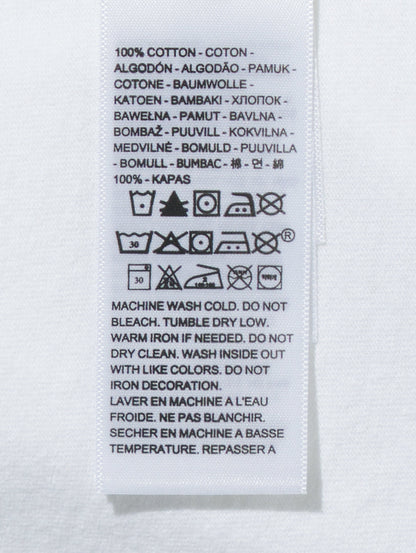 100% COTTON - COTON -
ALGODÓN - ALGODÃO - PAMUK -
COTONE - BAUMWOLLE -
KATOEN - BAMBAKI - ХЛОПОК -
BAWEŁNA - PAMUT - BAVLNA -
BOMBAŽ - PUUVILL - KOKVILNA -
MEDVILNĖ - BOMULD - PUUVILLA
- BOMULL - BUMBAC - 棉 - 면 - 綿
100% - KAPAS
30 ®
30
MACHINE WASH COLD. DO NOT
BLEACH. TUMBLE DRY LOW.
WARM IRON IF NEEDED. DO NOT
DRY CLEAN. WASH INSIDE OUT
WITH LIKE COLORS. DO NOT
IRON DECORATION.
LAVER EN MACHINE A L'EAU
FROIDE. NE PAS BLANCHIR.
SECHER EN MACHINE A BASSE
TEMPERATURE. REPASSER A